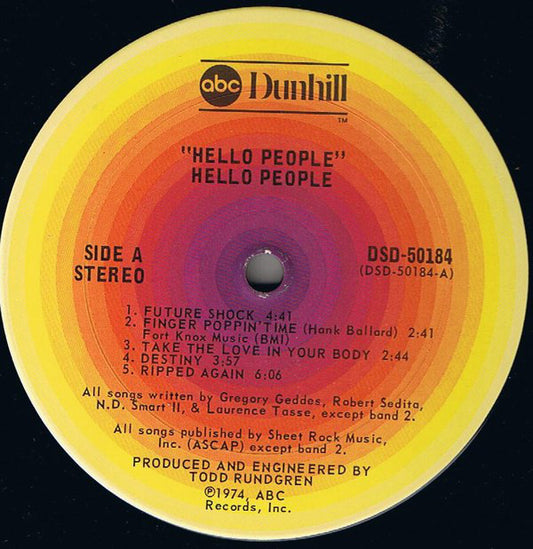 abc Dunhill
TM
"HELLO PEOPLE"
HELLO PEOPLE
SIDE A
STEREO
DSD-50184
(DSD-50184-A)
1. FUTURE SHOCK 4:41
2. FINGER POPPIN' TIME (Hank Ballard) 2:41
Fort Knox Music (BMI)
3. TAKE THE LOVE IN YOUR BODY 2:44
4. DESTINY 3:57
5. RIPPED AGAIN 6:06
All songs written by Gregory Geddes, Robert Sedita,
N.D. Smart II, & Laurence Tasse, except band 2.
All songs published by Sheet Rock Music,
Inc. (ASCAP) except band 2.
PRODUCED AND ENGINEERED BY
TODD RUNDGREN
℗1974, ABC
Records, Inc.